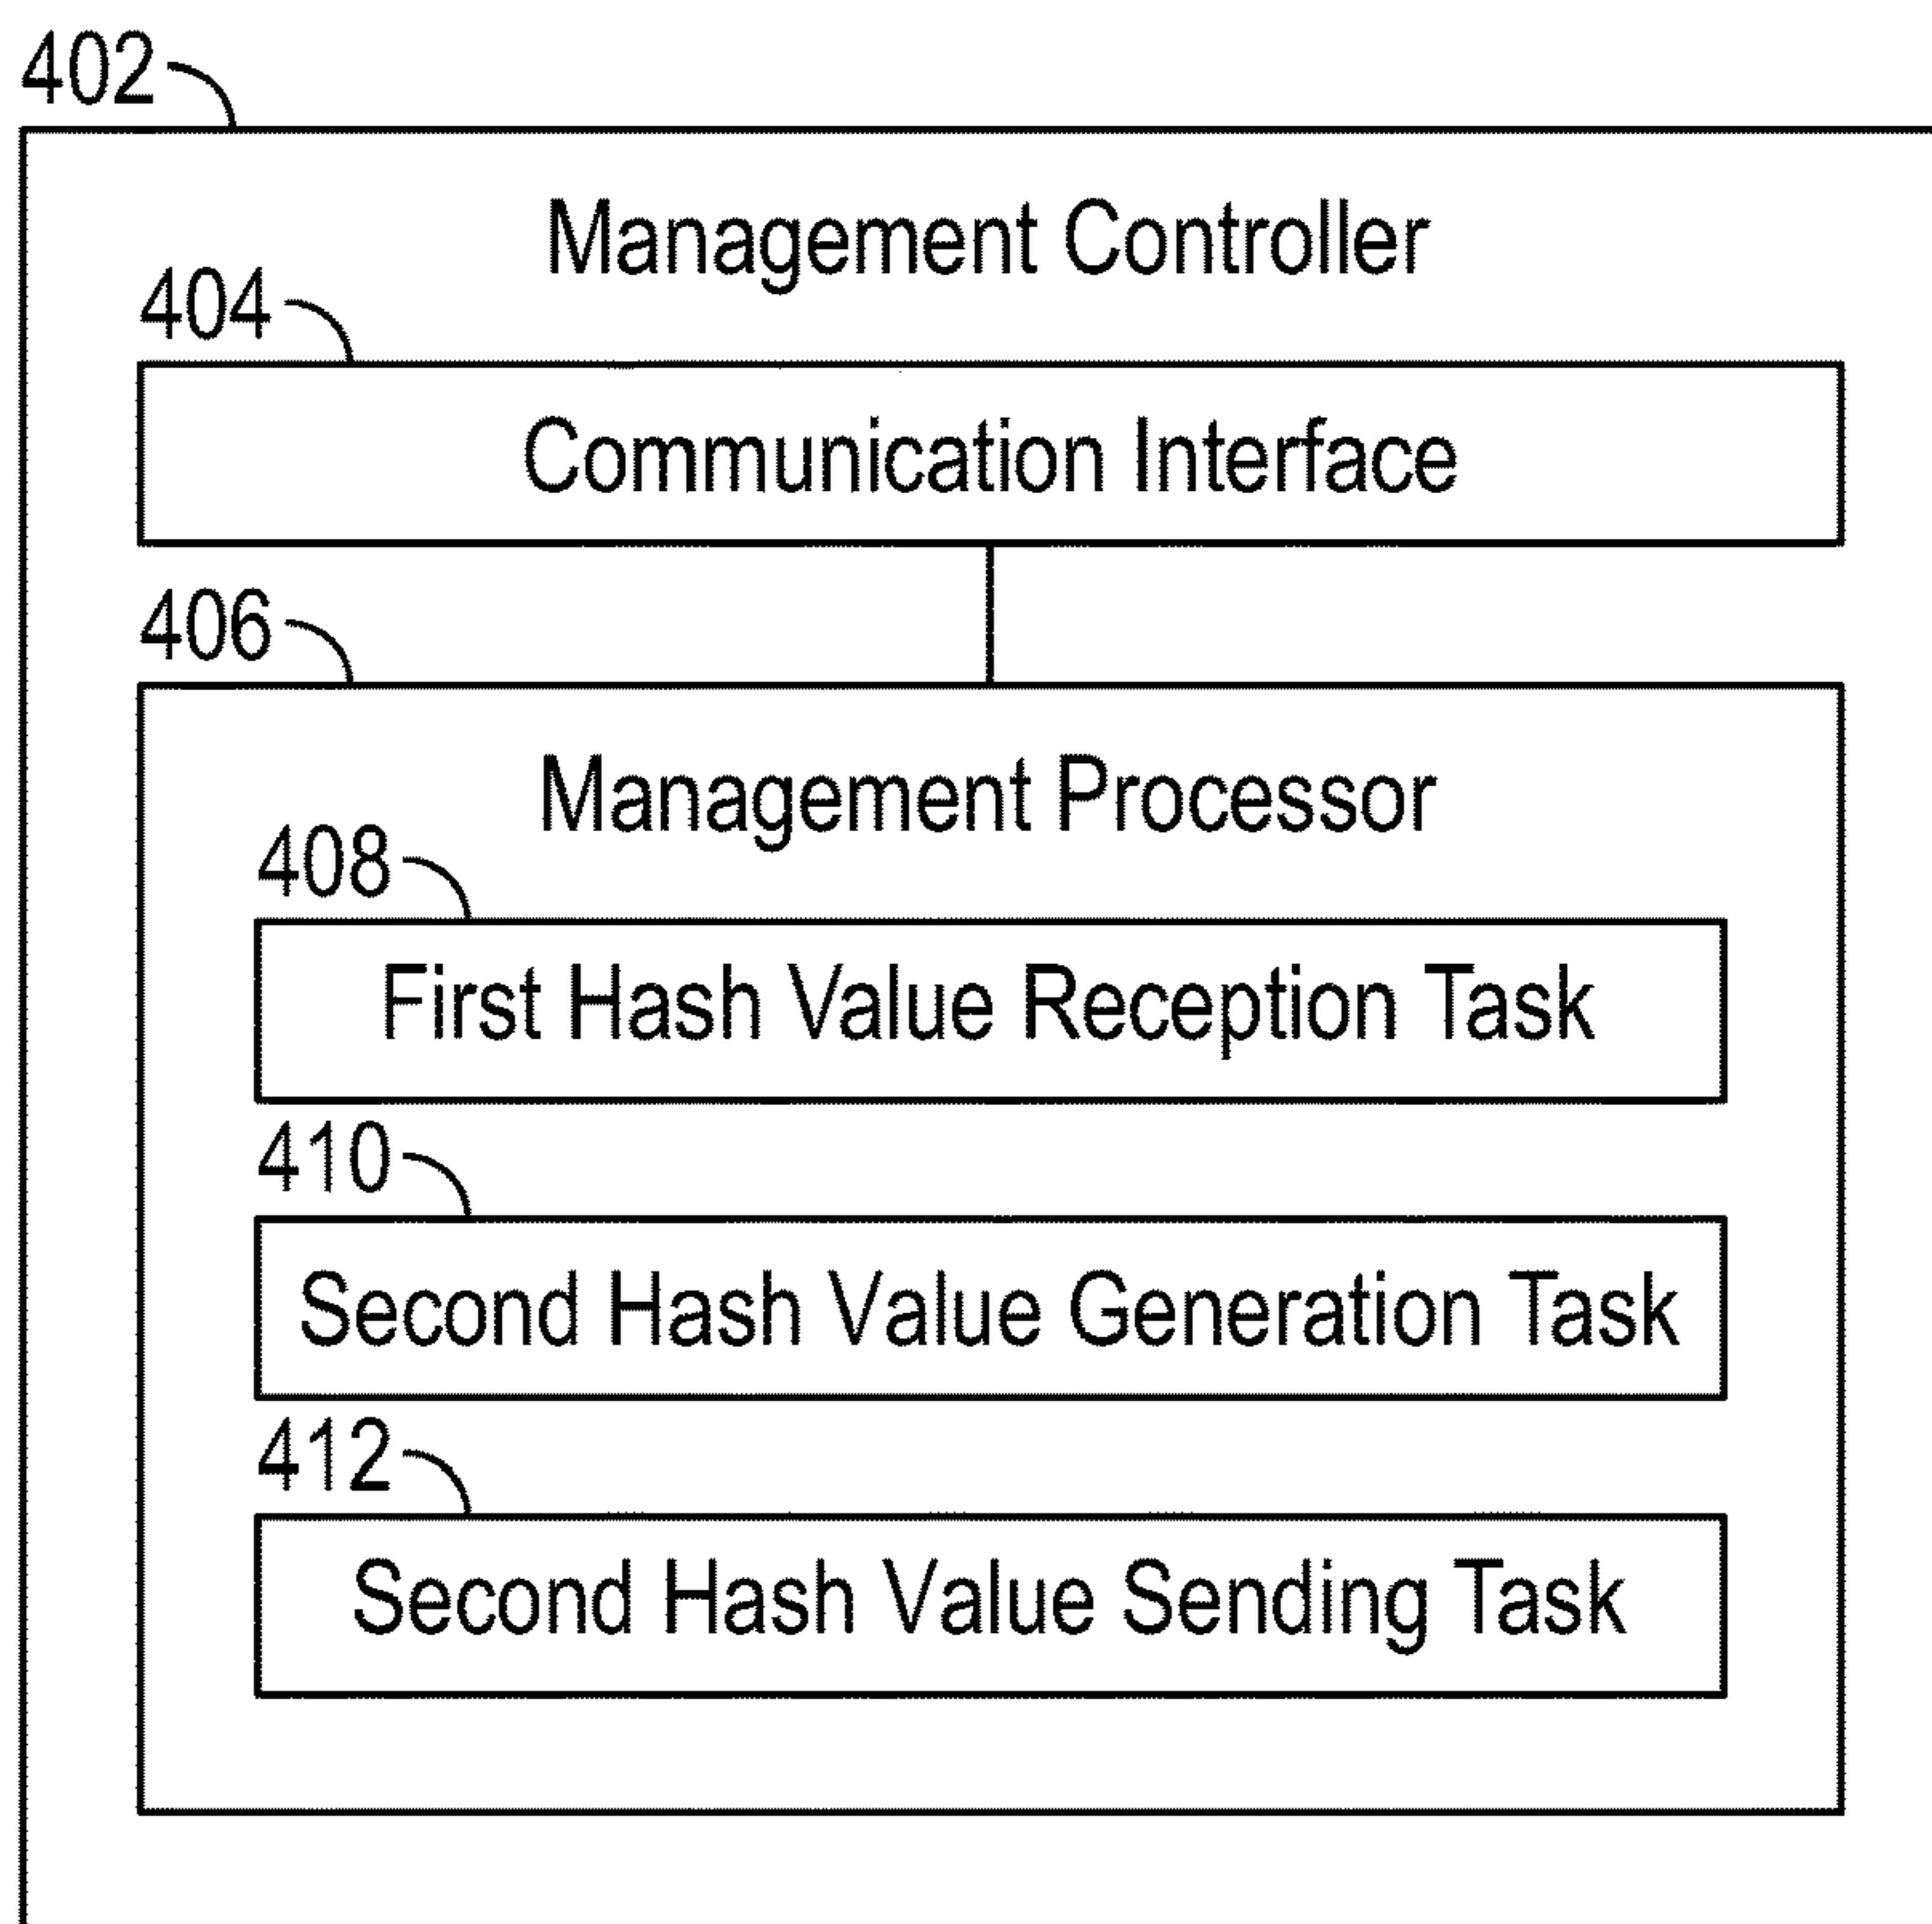 402
Management Controller
404
Communication Interface
406
Management Processor
408
First Hash Value Reception Task
410
Second Hash Value Generation Task
412
Second Hash Value Sending Task